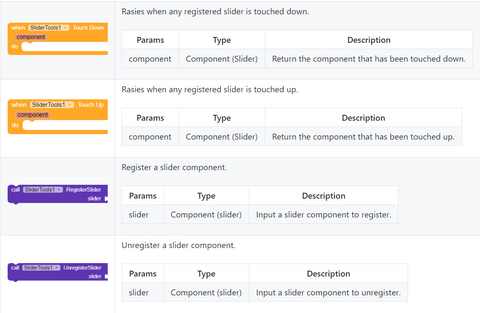 when SliderTools1 .Touch Down
component
do
Rasies when any registered slider is touched down.
Params Type Description
component Component (Slider) Return the component that has been touched down.
when SliderTools1 .Touch Up
component
do
Rasies when any registered slider is touched up.
Params Type Description
component Component (Slider) Return the component that has been touched up.
call SliderTools1 .RegisterSlider
slider
Register a slider component.
Params Type Description
slider Component (slider) Input a slider component to register.
call SliderTools1 .UnregisterSlider
slider
Unregister a slider component.
Params Type Description
slider Component (slider) Input a slider component to unregister.